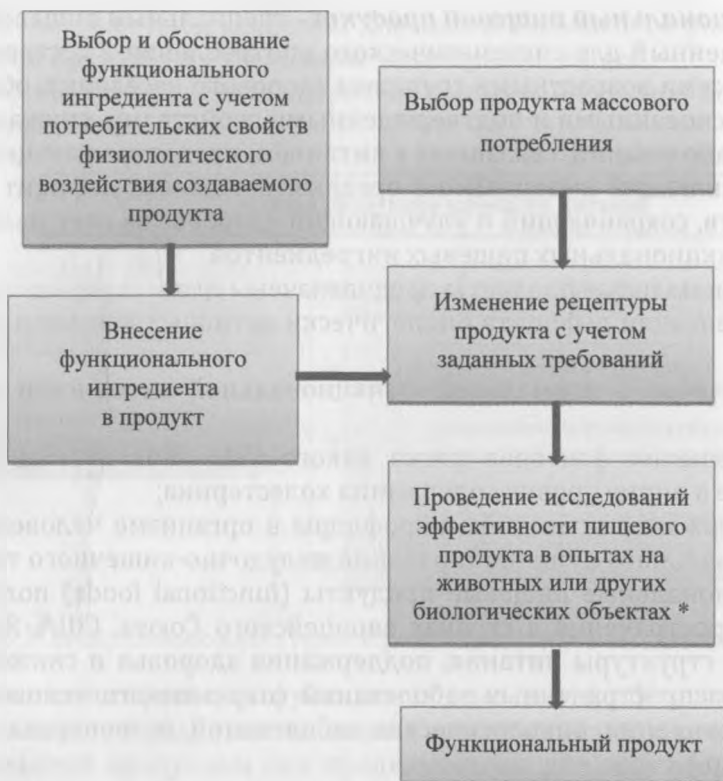 Выбор и обоснование
функционального
ингредиента с учетом
потребительских свойств
физиологического
воздействия создаваемого
продукта
Выбор продукта массового
потребления
Внесение
функционального
ингредиента
в продукт
Изменение рецептуры
продукта с учетом
заданных требований
Проведение исследований
эффективности пищевого
продукта в опытах на
животных или других
биологических объектах *
Функциональный продукт